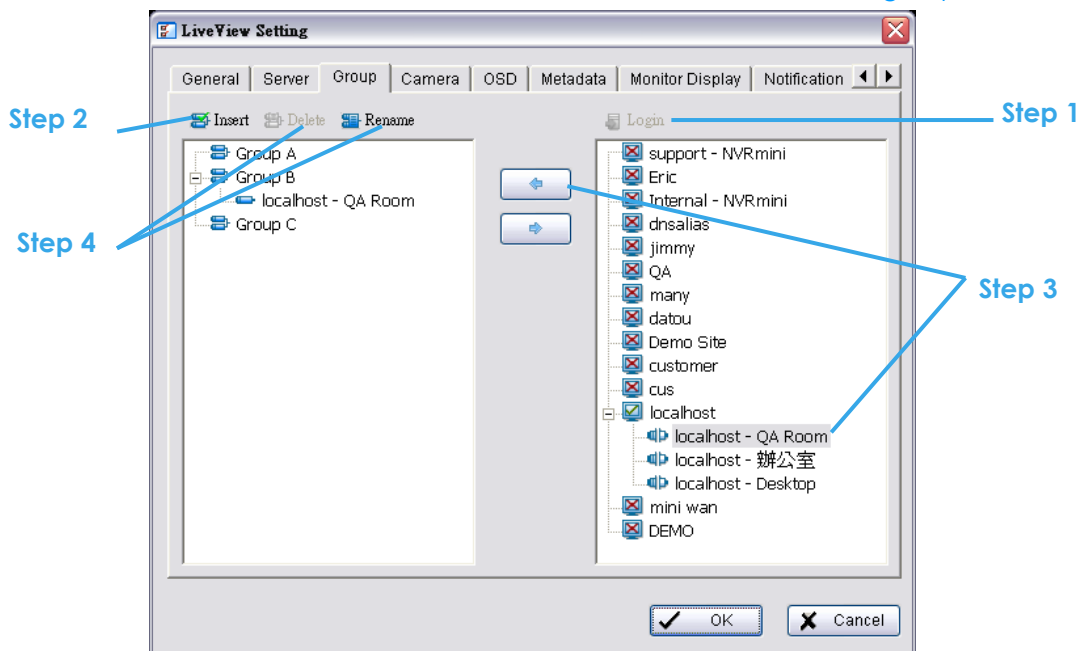 LiveView Setting
General Server Group Camera OSD Metadata Monitor Display Notification
Step 2
Insert Delete Rename
Login
Step 1
Group A
Group B
localhost - QA Room
Group C
Step 4
support - NVRmini
Eric
Internal - NVRmini
dnsalias
jimmy
QA
many
datou
Demo Site
customer
cus
localhost
localhost - QA Room
localhost - 辦公室
localhost - Desktop
mini wan
DEMO
Step 3
OK Cancel